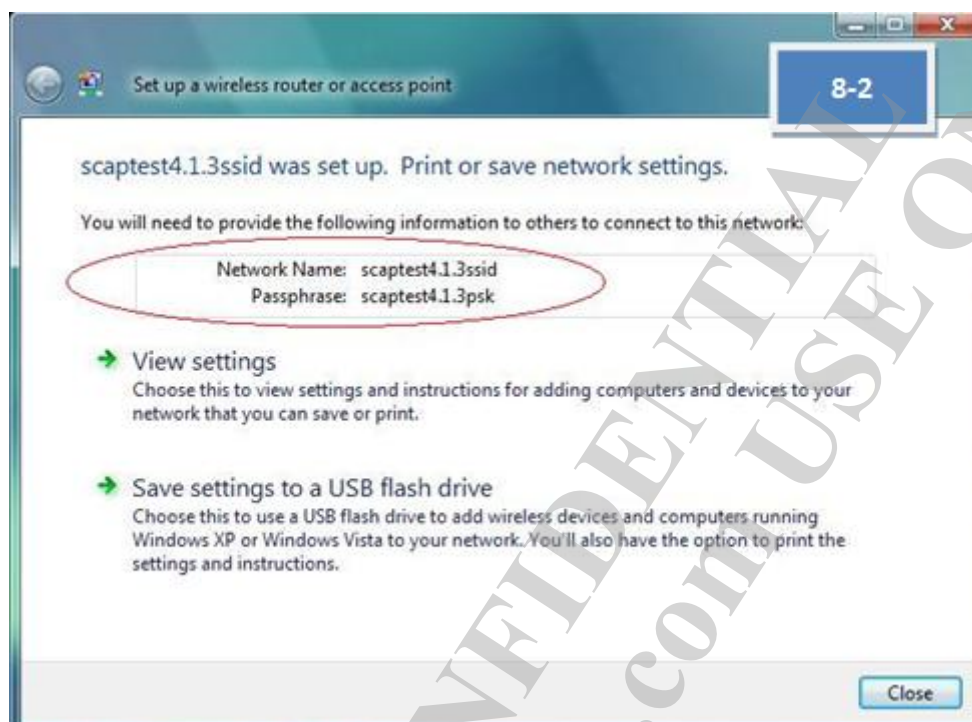 Set up a wireless router or access point
8-2
scaptest4.1.3ssid was set up. Print or save network settings.
You will need to provide the following information to others to connect to this network:
Network Name: scaptest4.1.3ssid
Passphrase: scaptest4.1.3psk
View settings
Choose this to view settings and instructions for adding computers and devices to your
network that you can save or print.
Save settings to a USB flash drive
Choose this to use a USB flash drive to add wireless devices and computers running
Windows XP or Windows Vista to your network. You'll also have the option to print the
settings and instructions.
Close